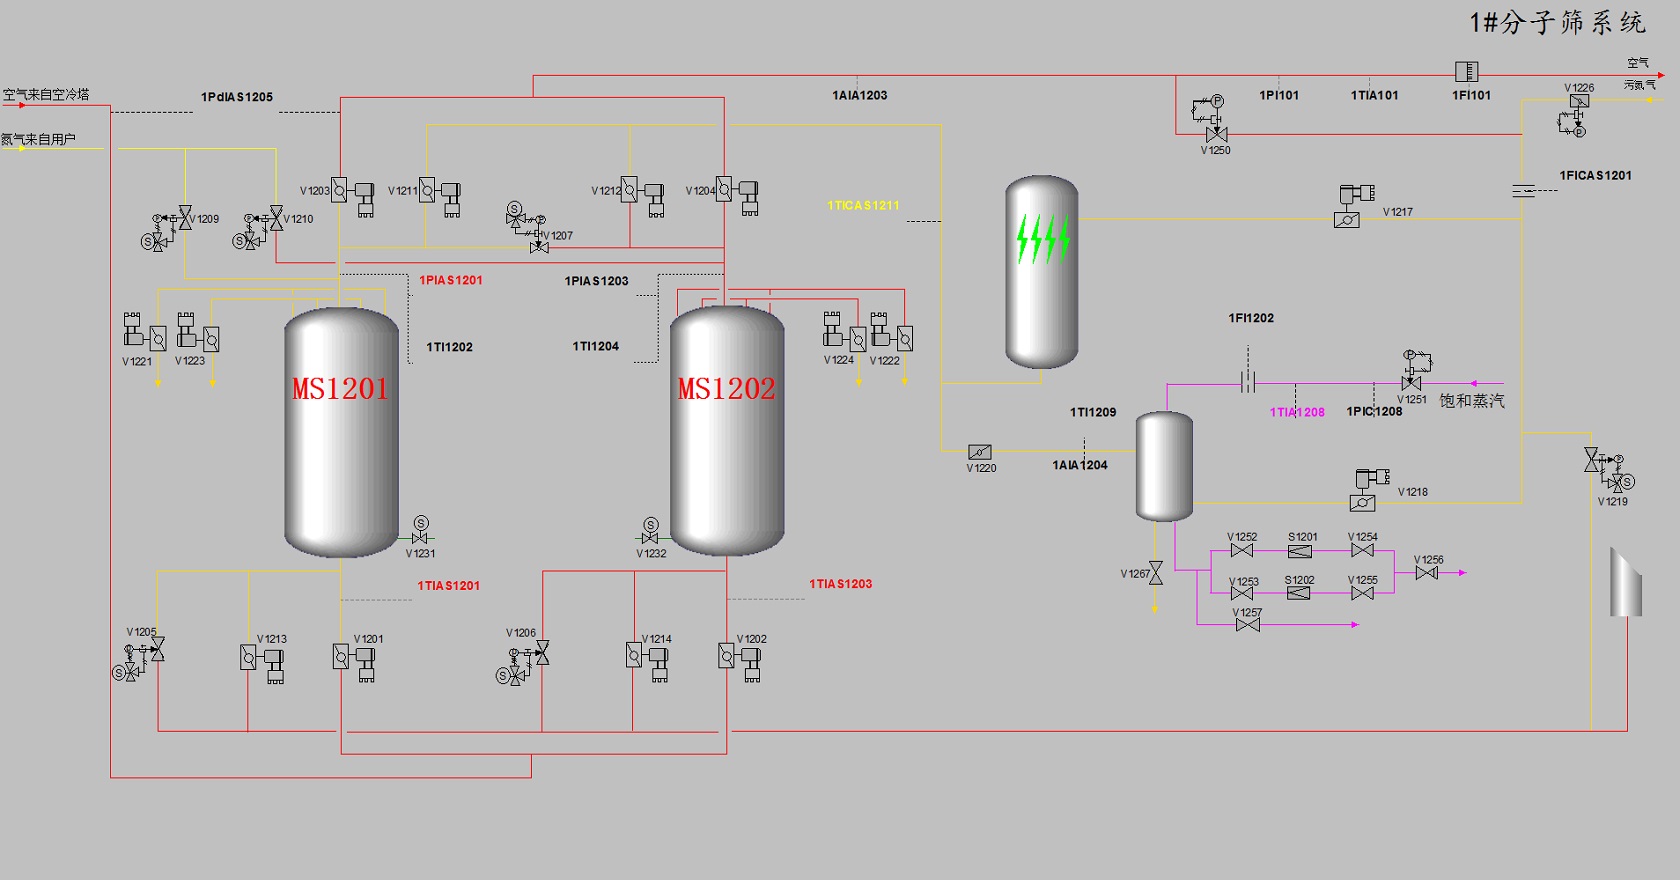 1#分子筛系统
空气
空气来自空冷塔
1PdIAS1205
1AIA1203
1PI101
1TIA101
1FI101
污氮气
V1226
P
P
氮气来自用户
V1250
1FICAS1201
V1203
V1211
V1212
V1204
1TICAS1211
V1217
S
P
P
V1209
P
V1210
S
S
V1207
1PIAS1201
1PIAS1203
1FI1202
1TI1202
1TI1204
V1221
V1223
V1224
V1222
P
MS1201
MS1202
V1251
饱和蒸汽
1TI1209
1TIA1208
1PIC1208
1AIA1204
V1220
P
S
V1218
V1219
S
S
V1231
V1232
V1252
S1201
V1254
V1256
V1267
V1253
S1202
V1255
1TIAS1201
1TIAS1203
V1257
V1205
V1213
V1201
V1206
V1214
V1202
P
P
S
S